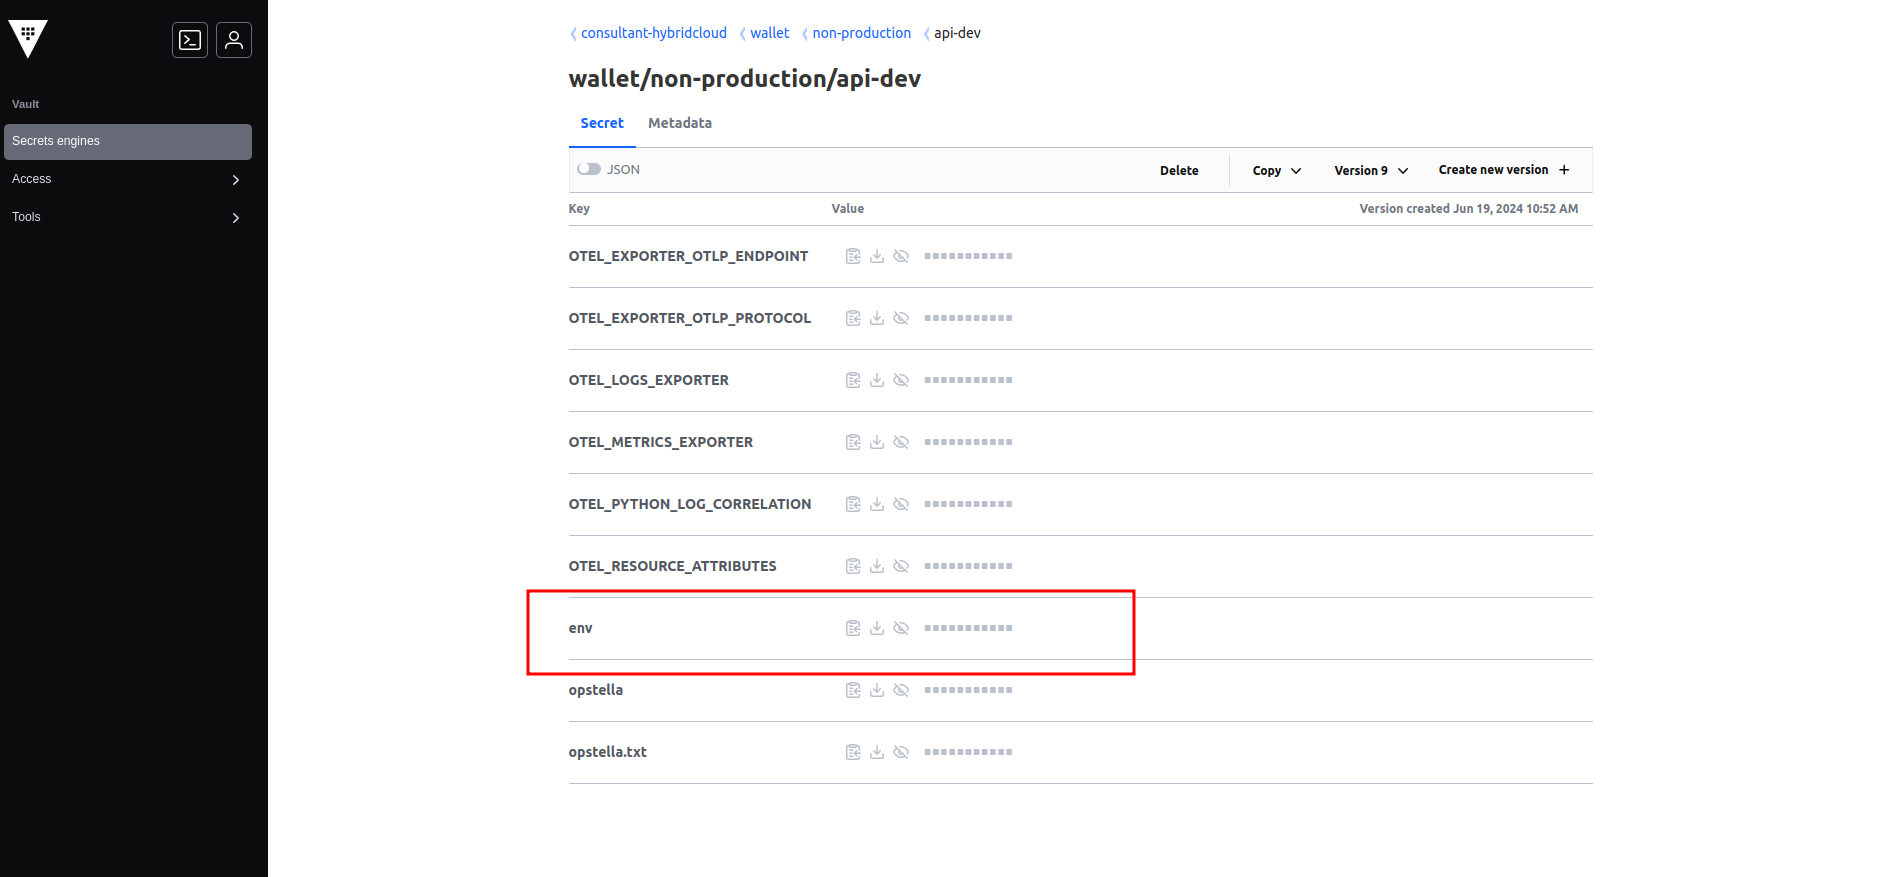 consultant-hybridcloud wallet non-production api-dev
wallet/non-production/api-dev
Vault
Secrets engines
Access
Tools
Secret Metadata
JSON Delete Copy Version 9 Create new version +
Key Value Version created Jun 19, 2024 10:52 AM
OTEL_EXPORTER_OTLP_ENDPOINT
OTEL_EXPORTER_OTLP_PROTOCOL
OTEL_LOGS_EXPORTER
OTEL_METRICS_EXPORTER
OTEL_PYTHON_LOG_CORRELATION
OTEL_RESOURCE_ATTRIBUTES
env
opstella
opstella.txt